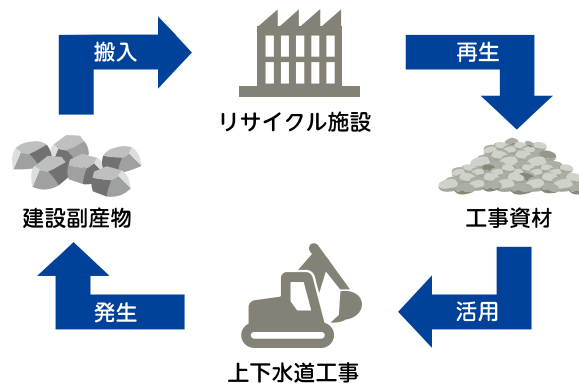 搬入
再生
リサイクル施設
建設副産物
工事資材
発生
活用
上下水道工事